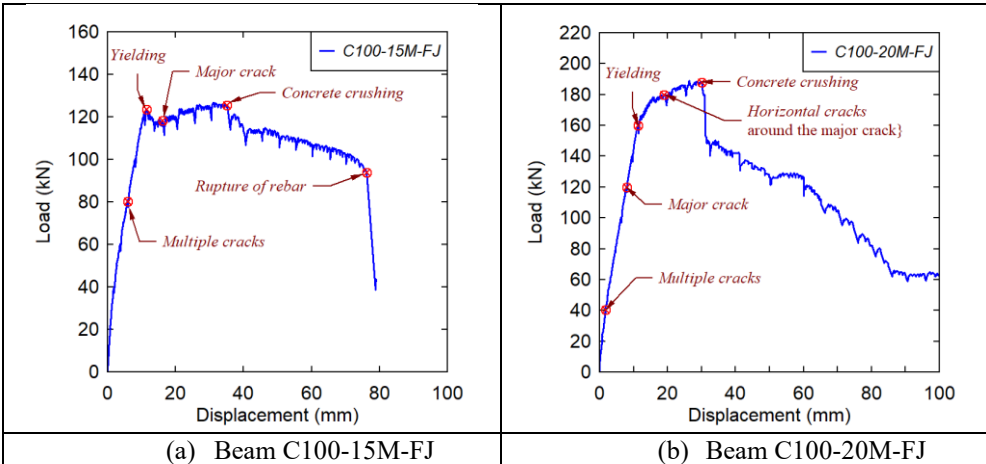 160
140
120
100
80
60
40
20
0
Load (kN)
C100-15M-FJ
Yielding
Major crack
Concrete crushing
Rupture of rebar
Multiple cracks
0 20 40 60 80 100
Displacement (mm)
(a) Beam C100-15M-FJ
220
200
180
160
140
120
100
80
60
40
20
0
Load (kN)
C100-20M-FJ
Yielding
Concrete crushing
Horizontal cracks
around the major crack}
Major crack
Multiple cracks
0 20 40 60 80 100
Displacement (mm)
(b) Beam C100-20M-FJ